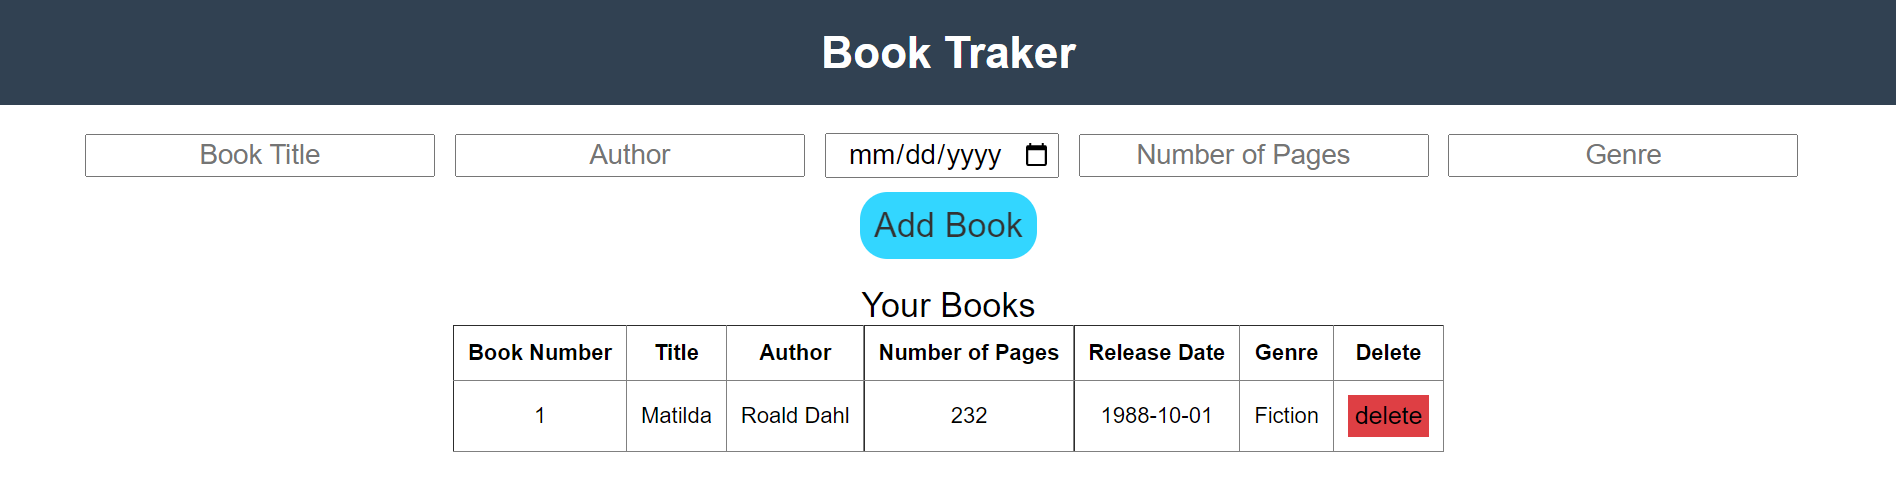 Book Traker
Book Title Author mm/dd/yyyy Number of Pages Genre
Add Book
Your Books
Book Number Title Author Number of Pages Release Date Genre Delete
1 Matilda Roald Dahl 232 1988-10-01 Fiction delete